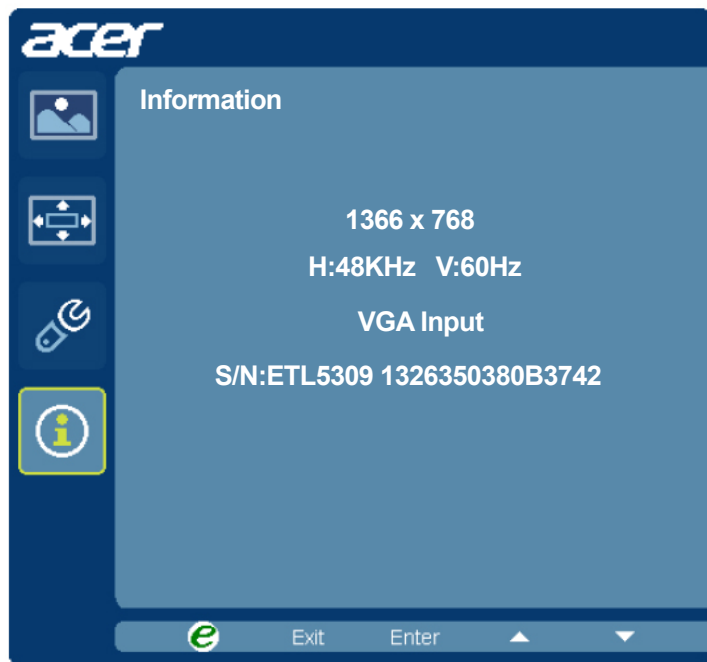 acer
Information
1366 x 768
H:48KHz V:60Hz
VGA Input
S/N:ETL5309 1326350380B3742
e Exit Enter